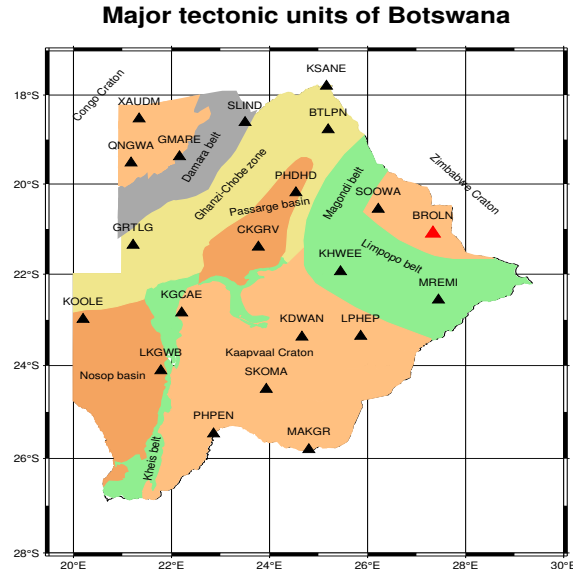 Major tectonic units of Botswana
KSANE
18°S
Congo Craton
XAUDM
SLIND
BTLPN
QNGWA
GMARE
Damara belt
Ghanzi-Chobe zone
Zimbabwe Craton
20°S
PHDHD
Magondi belt
SOOWA
Passarge basin
BROLN
GRTLG
CKGRV
Limpopo belt
22°S
KHWEE
MREMI
KOOLE
KGCAE
KDWAN
LPHEP
LKGWB
Kaapvaal Craton
24°S
Nosop basin
SKOMA
PHPEN
MAKGR
26°S
Kheis belt
28°S
20°E
22°E
24°E
26°E
28°E
30°E